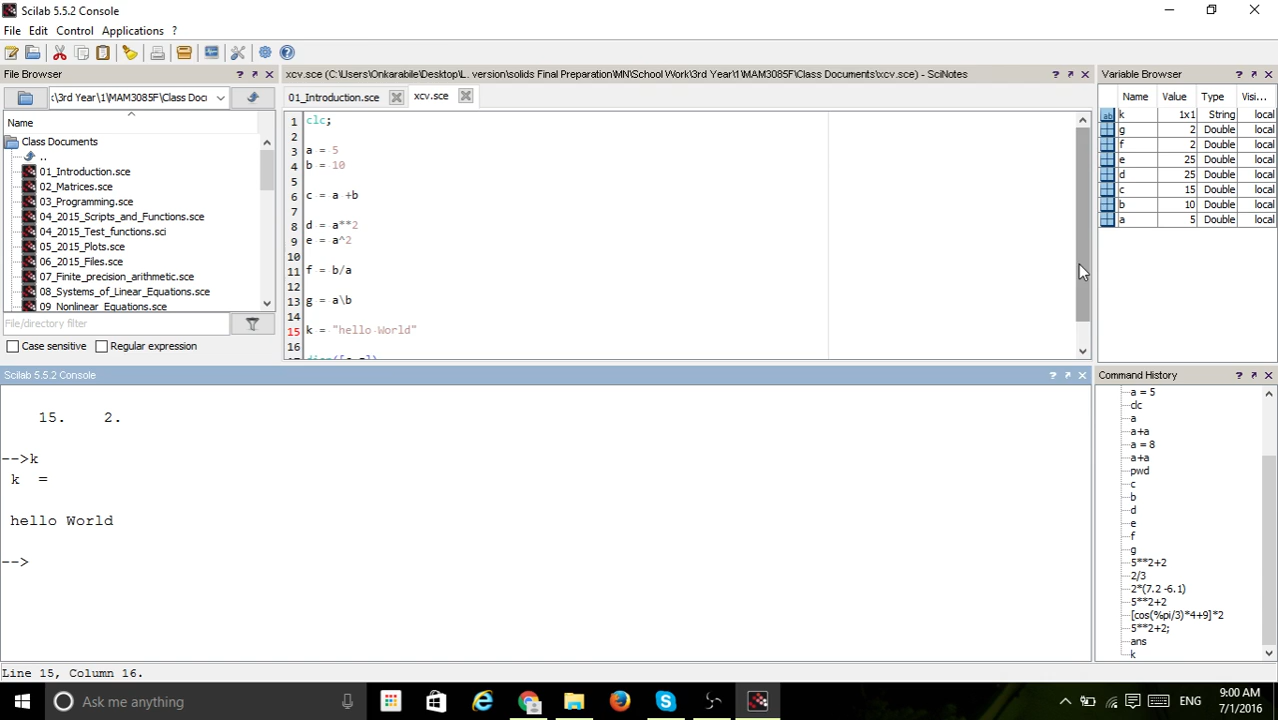 Scilab 5.5.2 Console
File Edit Control Applications ?
File Browser ? 
:\3rd Year\1\MAM3085F\Class Doci
Name
Class Documents
..
01_Introduction.sce
02_Matrices.sce
03_Programming.sce
04_2015_Scripts_and_Functions.sce
04_2015_Test_functions.sci
05_2015_Plots.sce
06_2015_Files.sce
07_Finite_precision_arithmetic.sce
08_Systems_of_Linear_Equations.sce
09_Nonlinear_Equations.sce
File/directory filter
Case sensitive Regular expression
xcv.sce (C:\Users\Onkarabile\Desktop\L. version\solids Final Preparation\MN\School Work\3rd Year\1\MAM3085F\Class Documents\xcv.sce) - SciNotes ?
01_Introduction.sce xcv.sce
1 clc;
2
3 a = 5
4 b = 10
5
6 c = a +b
7
8 d = a**2
9 e = a^2
10
11 f = b/a
12
13 g = a\b
14
15 k = "hello World"
16
Variable Browser ?
Name Value Type Visi...
k 1x1 String local
g 2 Double local
f 2 Double local
e 25 Double local
d 25 Double local
c 15 Double local
b 10 Double local
a 5 Double local
Scilab 5.5.2 Console ?
15. 2.
-->k
k =
hello World
-->
Command History ?
a = 5
clc
a
a+a
a = 8
a+a
pwd
c
b
d
e
f
g
5**2+2
2/3
2*(7.2 -6.1)
5**2+2
[cos(%pi/3)*4+9]*2
5**2+2;
ans
k
Line 15, Column 16.
Ask me anything
ENG
9:00 AM
7/1/2016